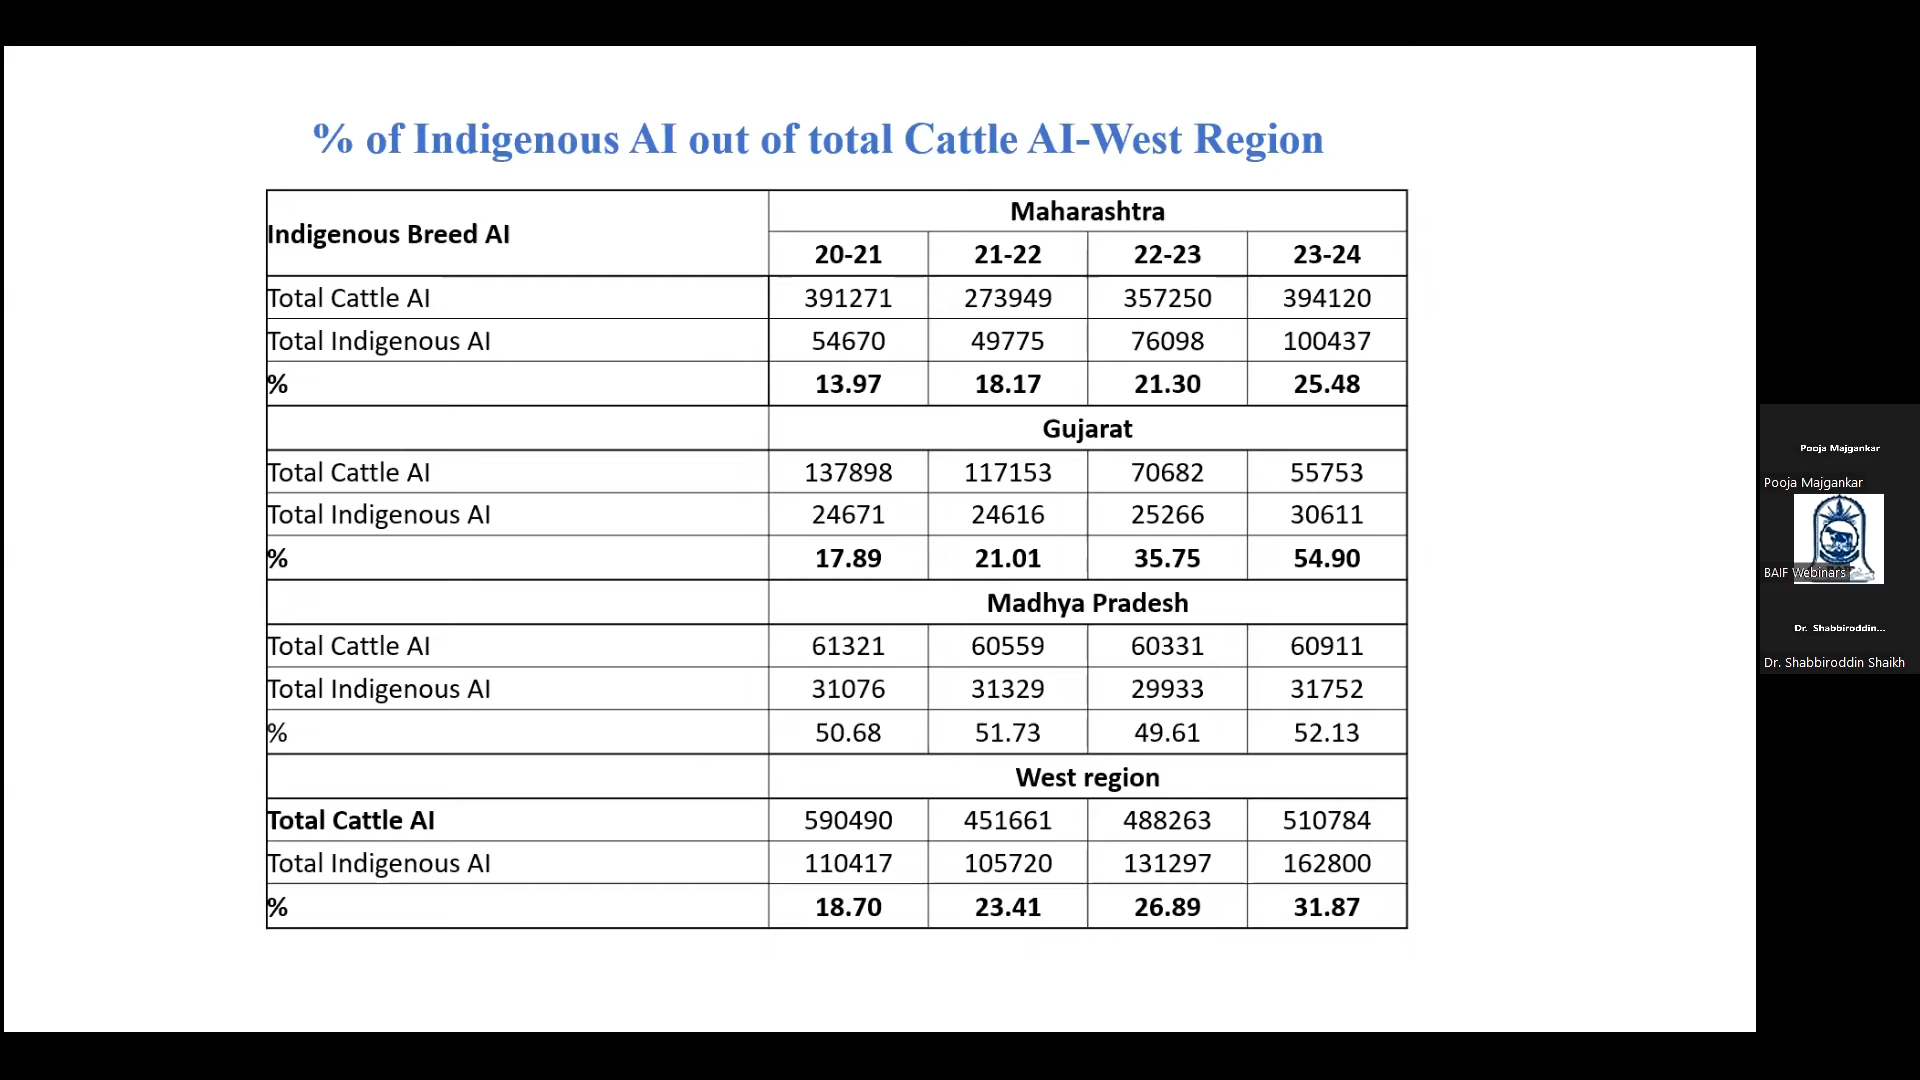 % of Indigenous AI out of total Cattle AI-West Region
Indigenous Breed AI
Maharashtra
20-21 21-22 22-23 23-24
Total Cattle AI 391271 273949 357250 394120
Total Indigenous AI 54670 49775 76098 100437
% 13.97 18.17 21.30 25.48
Gujarat
Total Cattle AI 137898 117153 70682 55753
Total Indigenous AI 24671 24616 25266 30611
% 17.89 21.01 35.75 54.90
Madhya Pradesh
Total Cattle AI 61321 60559 60331 60911
Total Indigenous AI 31076 31329 29933 31752
% 50.68 51.73 49.61 52.13
West region
Total Cattle AI 590490 451661 488263 510784
Total Indigenous AI 110417 105720 131297 162800
% 18.70 23.41 26.89 31.87
Pooja Majgankar
Pooja Majgankar
BAIF Webinars
Dr. Shabbiroddin...
Dr. Shabbiroddin Shaikh